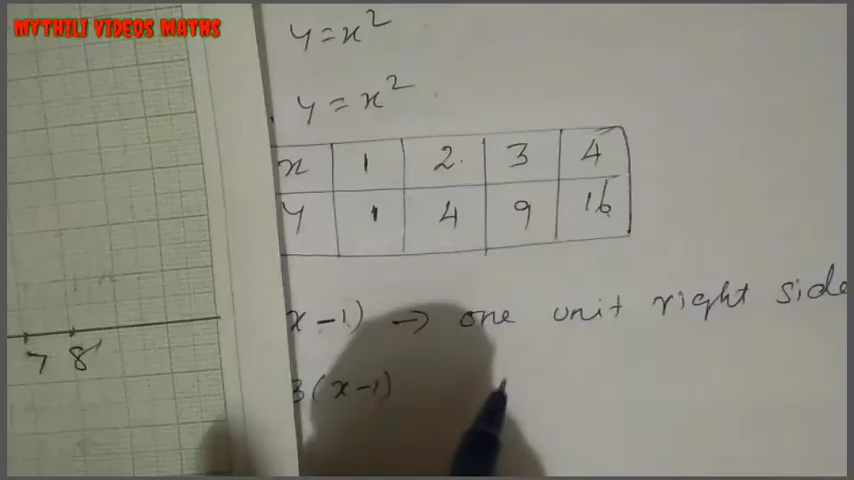 MYTHILI VIDEOS MATHS
y = x²
y = x²
x 1 2 3 4
y 1 4 9 16
x - 1) → one unit right side
3(x-1)
7 8